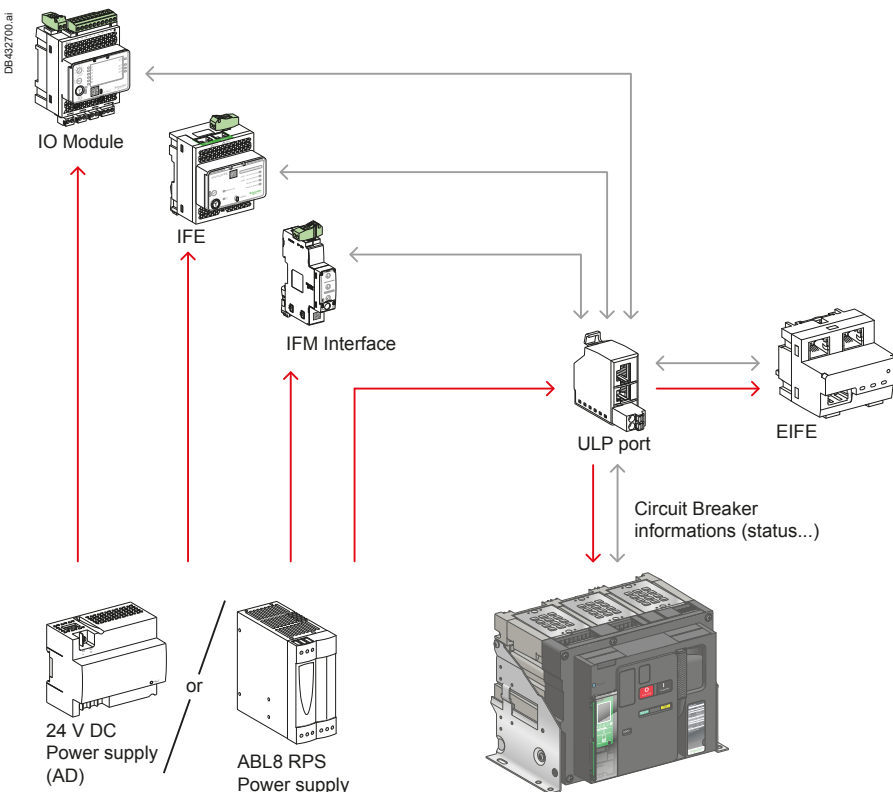 DB432700.ai
IO Module
IFE
IFM Interface
ULP port
EIFE
Circuit Breaker
informations (status...)
or
24 V DC
Power supply
(AD)
ABL8 RPS
Power supply